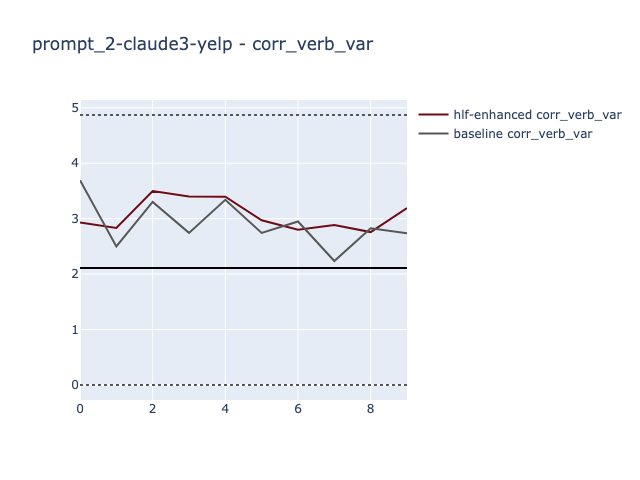 prompt_2-claude3-yelp - corr_verb_var
hlf-enhanced corr_verb_var
baseline corr_verb_var
5
4
3
2
1
0
0 2 4 6 8